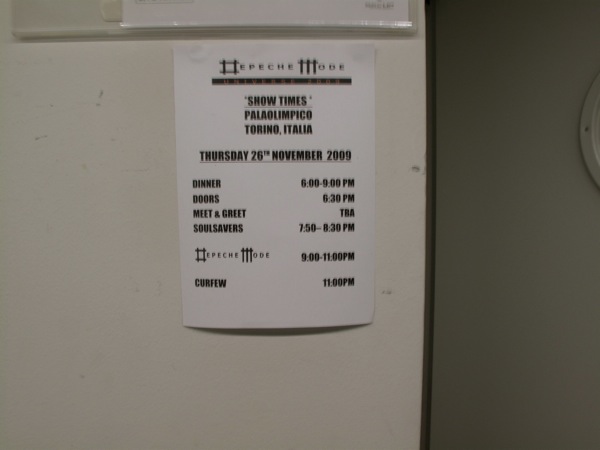 DEPECHE MODE
'SHOW TIMES'
PALAOLIMPICO
TORINO, ITALIA
THURSDAY 26TH NOVEMBER 2009
DINNER 6:00-9:00 PM
DOORS 6:30 PM
MEET & GREET TBA
SOULSAVERS 7:50– 8:30 PM
DEPECHE MODE 9:00-11:00PM
CURFEW 11:00PM